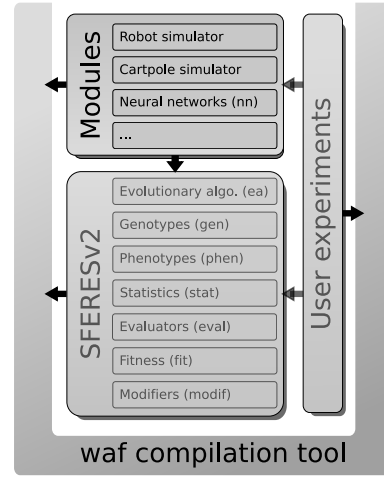 Modules
Robot simulator
Cartpole simulator
Neural networks (nn)
...
SFERESv2
Evolutionary algo. (ea)
Genotypes (gen)
Phenotypes (phen)
Statistics (stat)
Evaluators (eval)
Fitness (fit)
Modifiers (modif)
User experiments
waf compilation tool